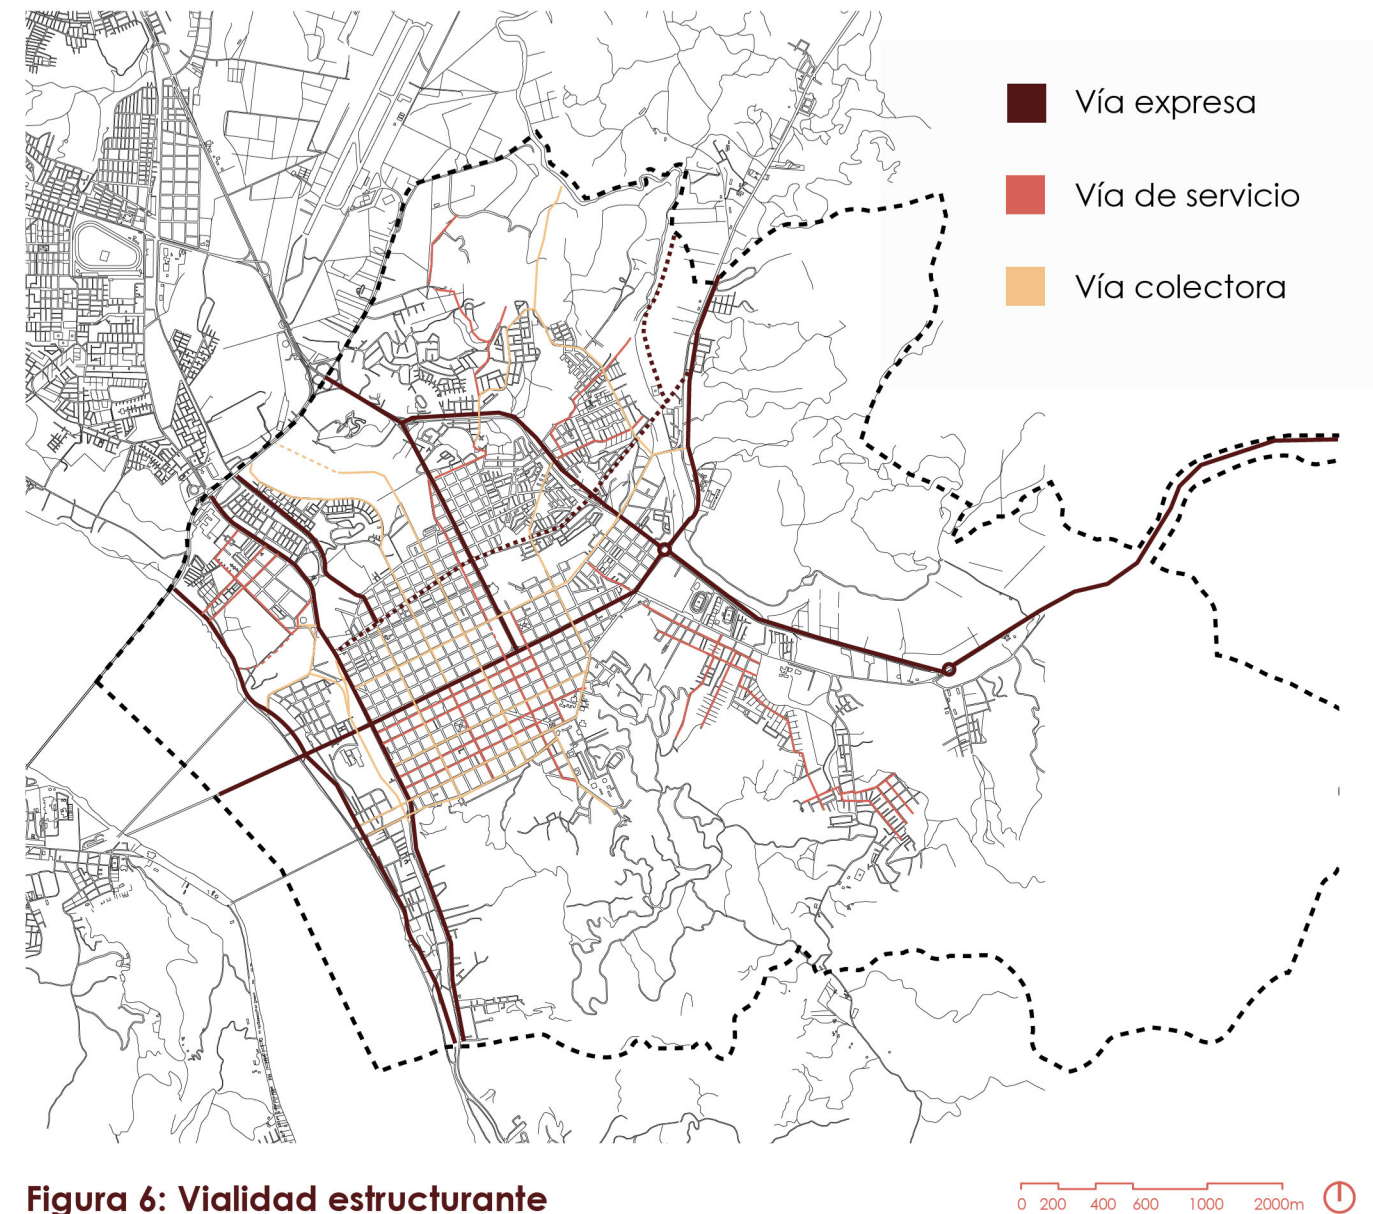 Vía expresa
Vía de servicio
Vía colectora
Figura 6: Vialidad estructurante
0 200 400 600 1000 2000m